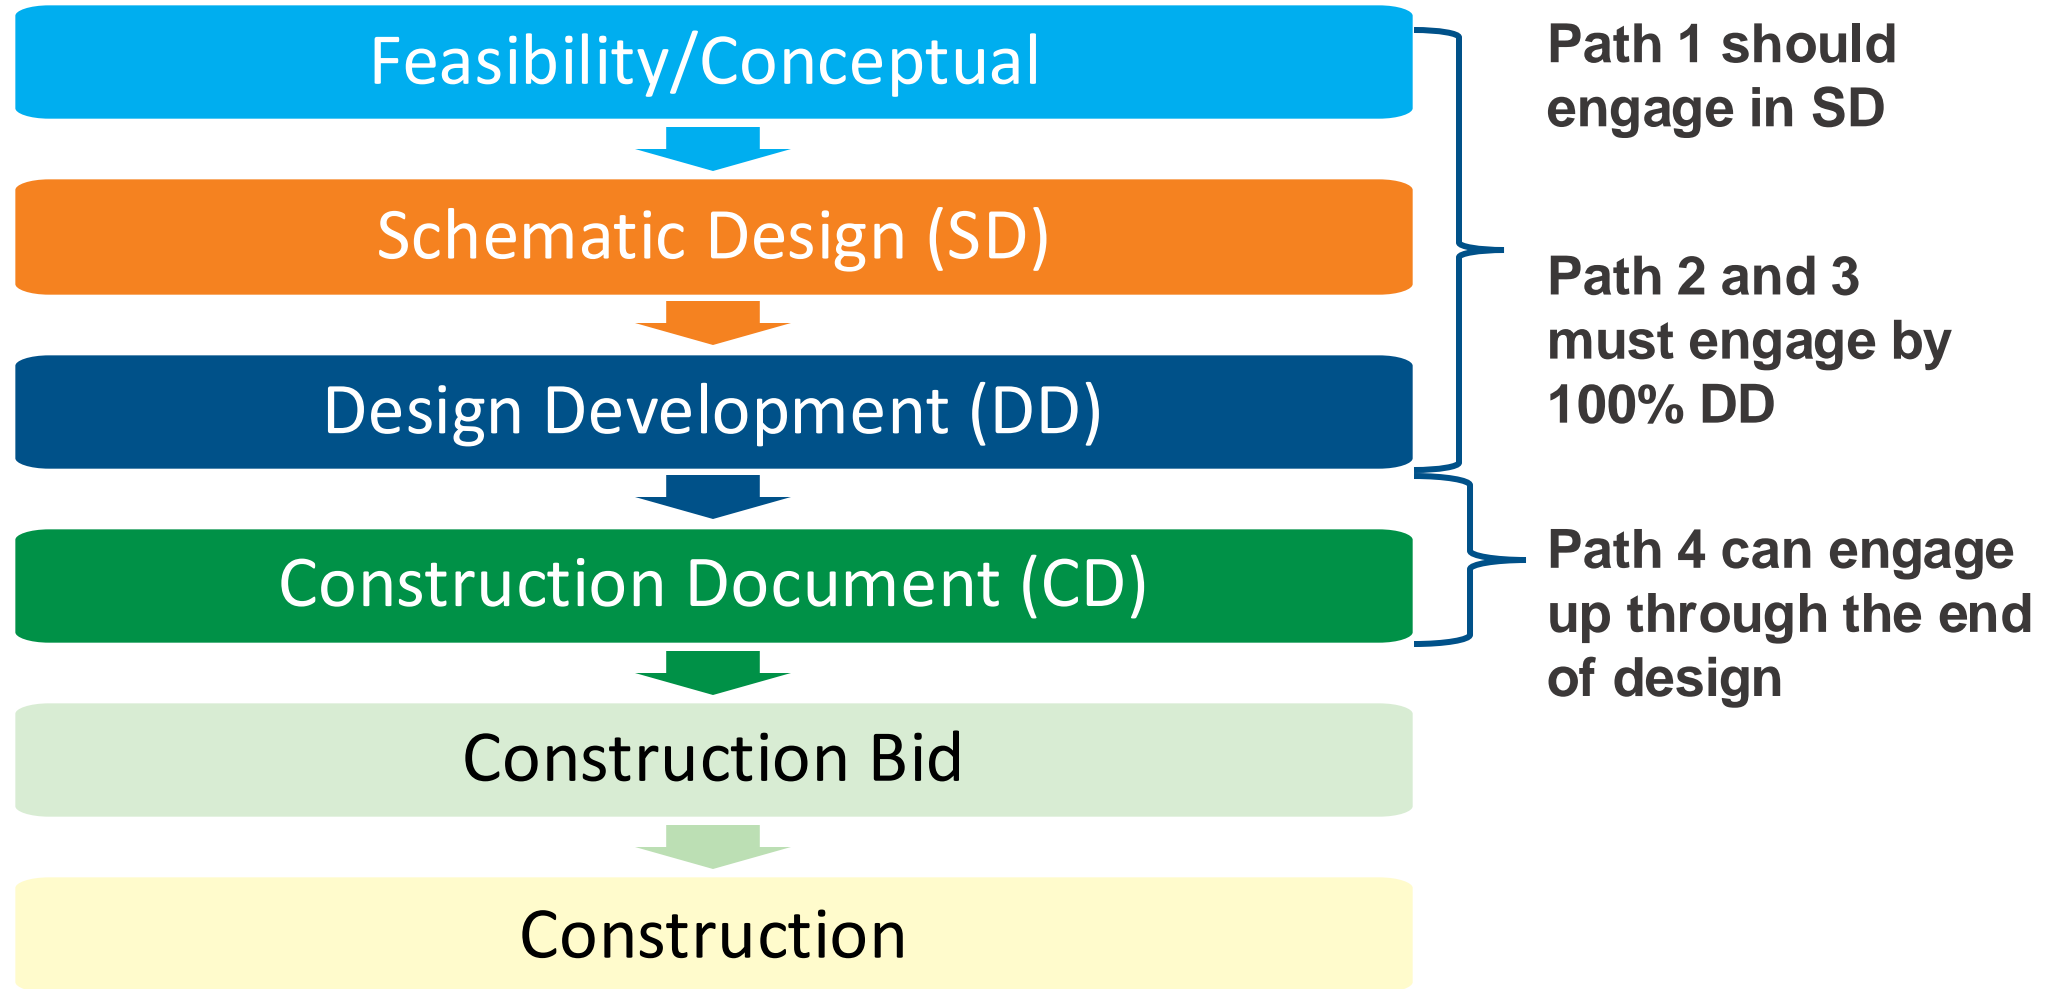 Feasibility/Conceptual
Schematic Design (SD)
Design Development (DD)
Construction Document (CD)
Construction Bid
Construction
Path 1 should
engage in SD
Path 2 and 3
must engage by
100% DD
Path 4 can engage
up through the end
of design